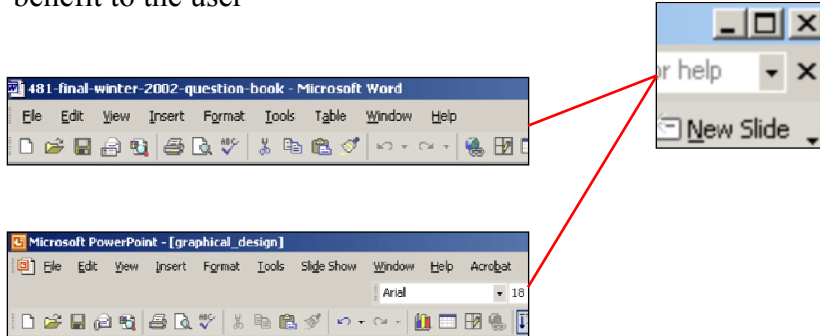 benefit to the user
or help
New Slide
481-final-winter-2002-question-book - Microsoft Word
File Edit View Insert Format Tools Table Window Help
Microsoft PowerPoint - [graphical_design]
File Edit View Insert Format Tools Slide Show Window Help Acrobat
Arial 18